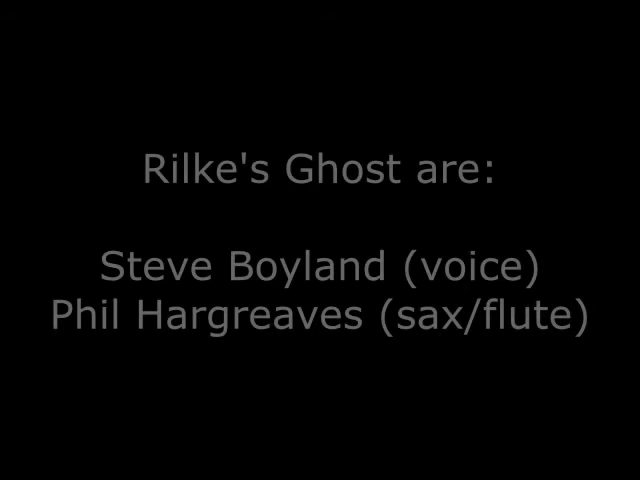 Rilke's Ghost are:
Steve Boyland (voice)
Phil Hargreaves (sax/flute)